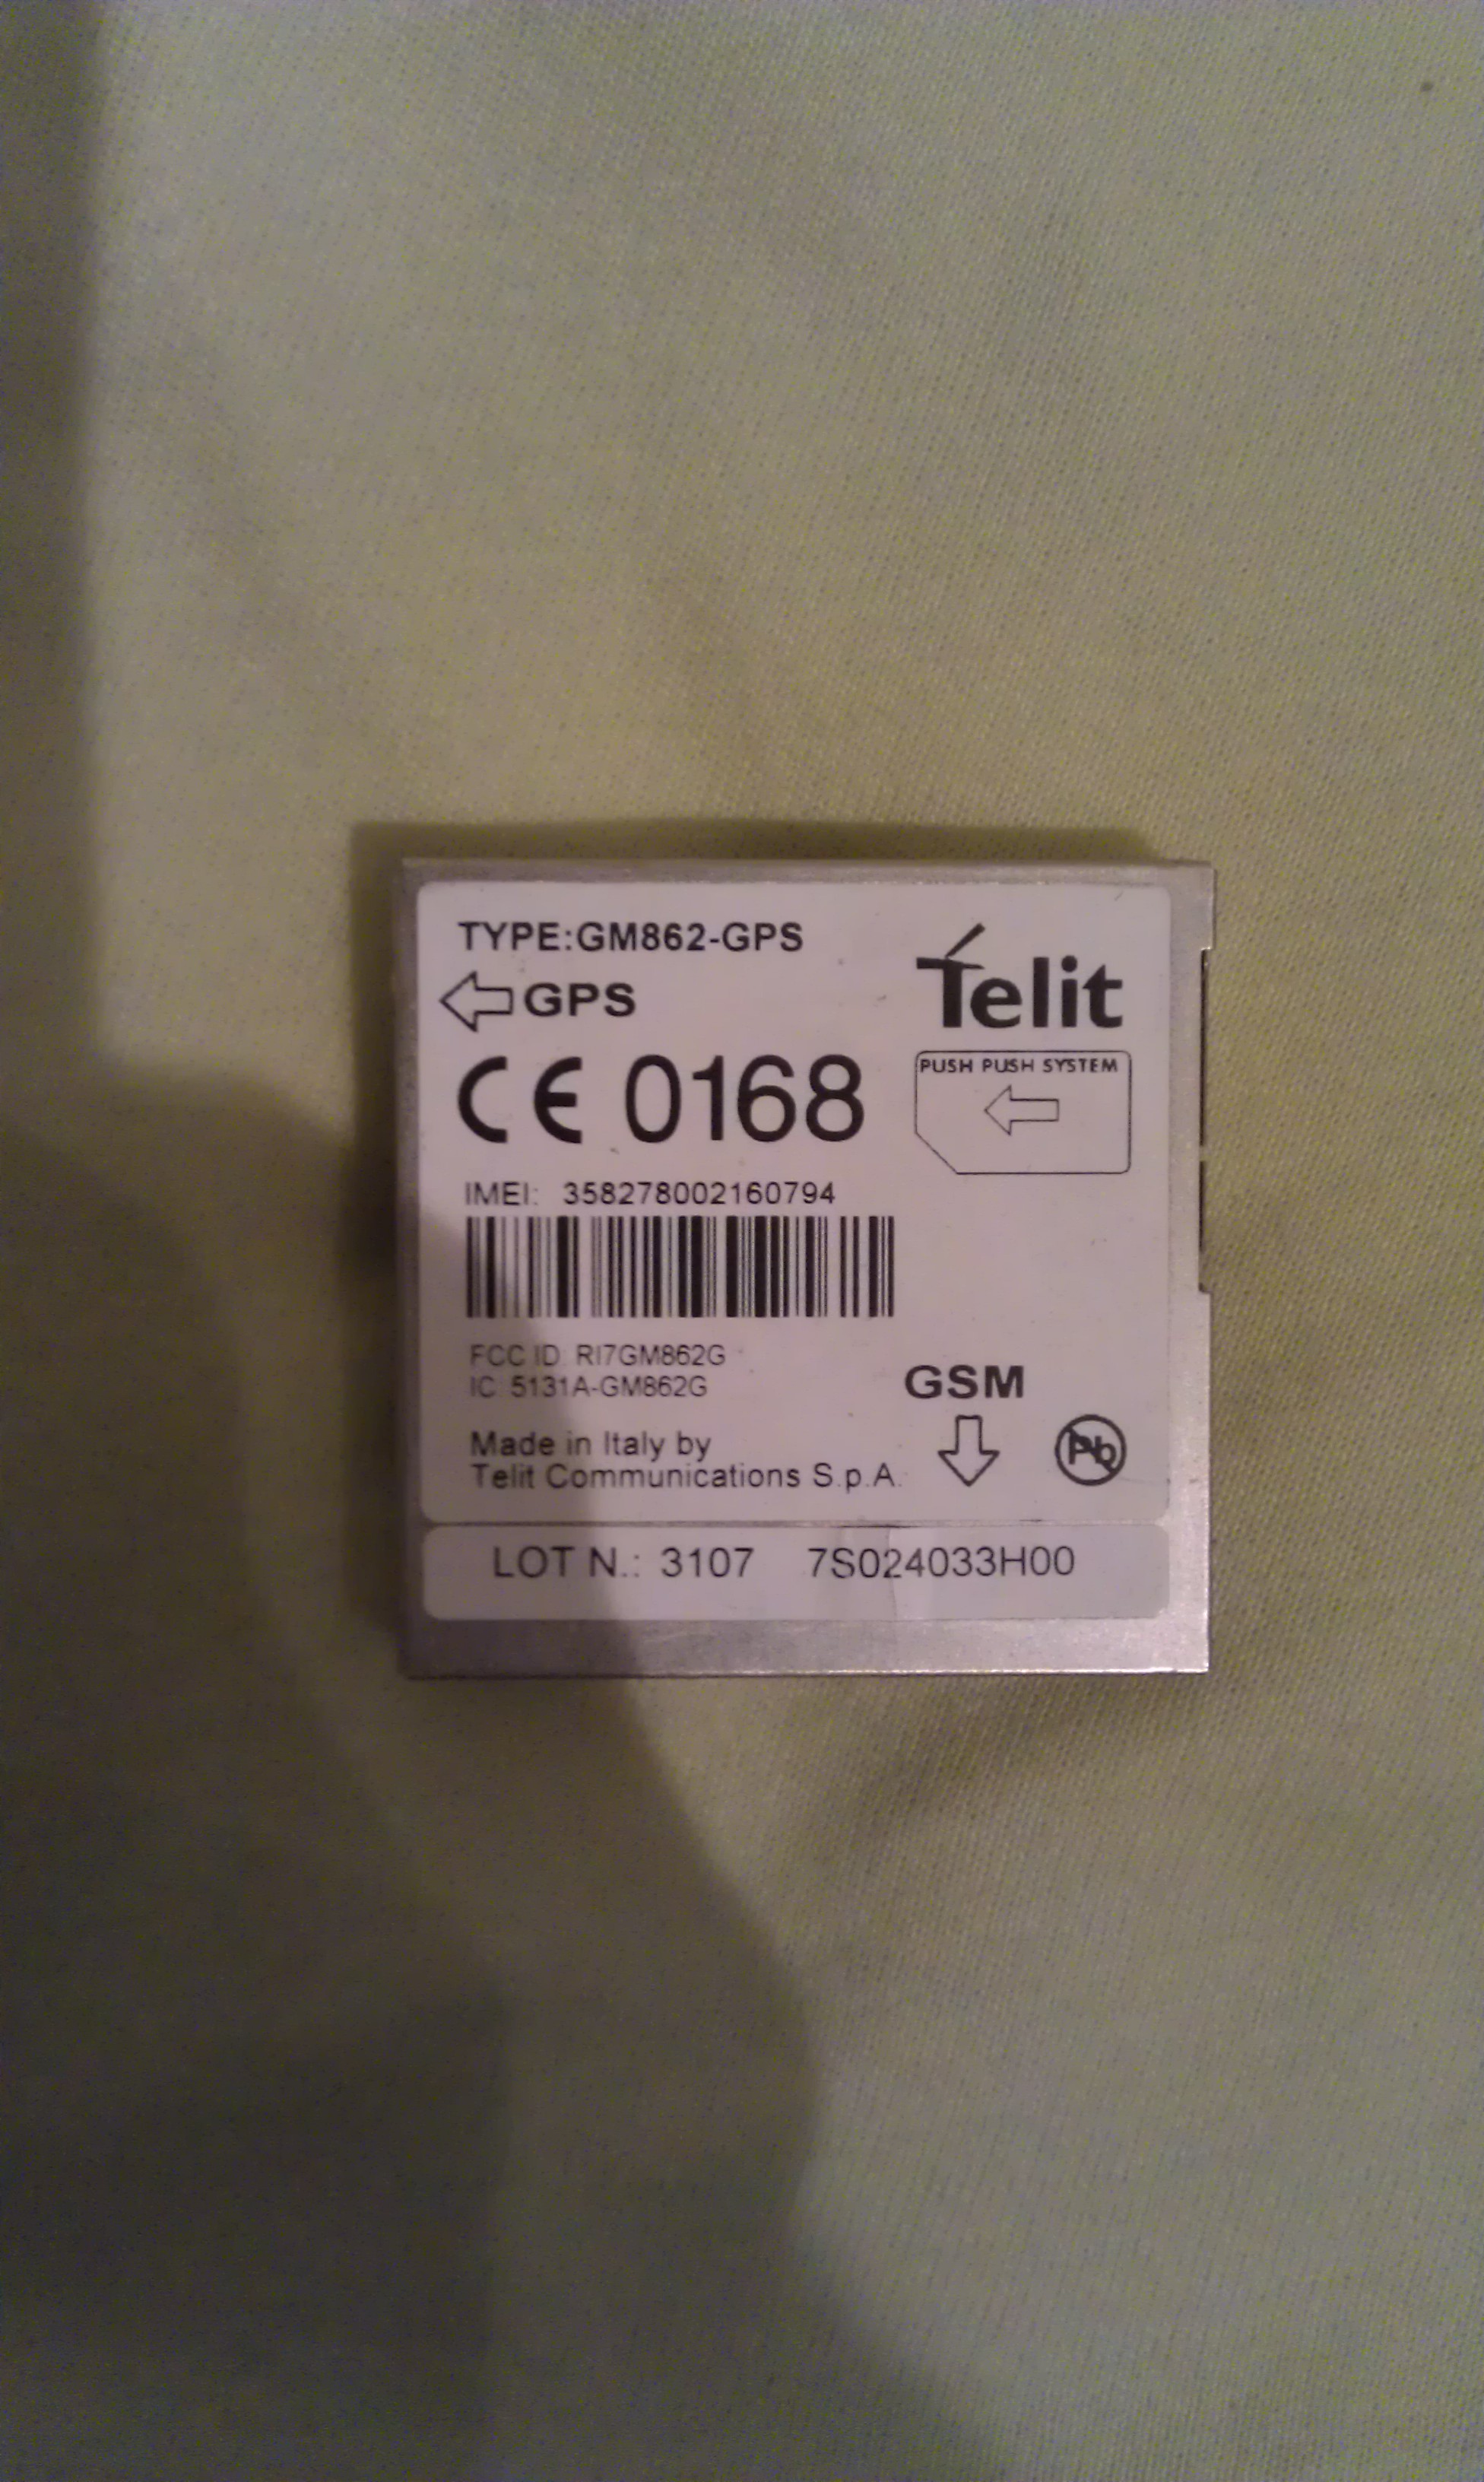 TYPE:GM862-GPS
GPS
Telit
CE 0168
PUSH PUSH SYSTEM
IMEI: 358278002160794
FCC ID RI7GM862G
IC 5131A-GM862G
GSM
Made in Italy by
Telit Communications S.p.A.
Pb
LOT N.: 3107 7S024033H00